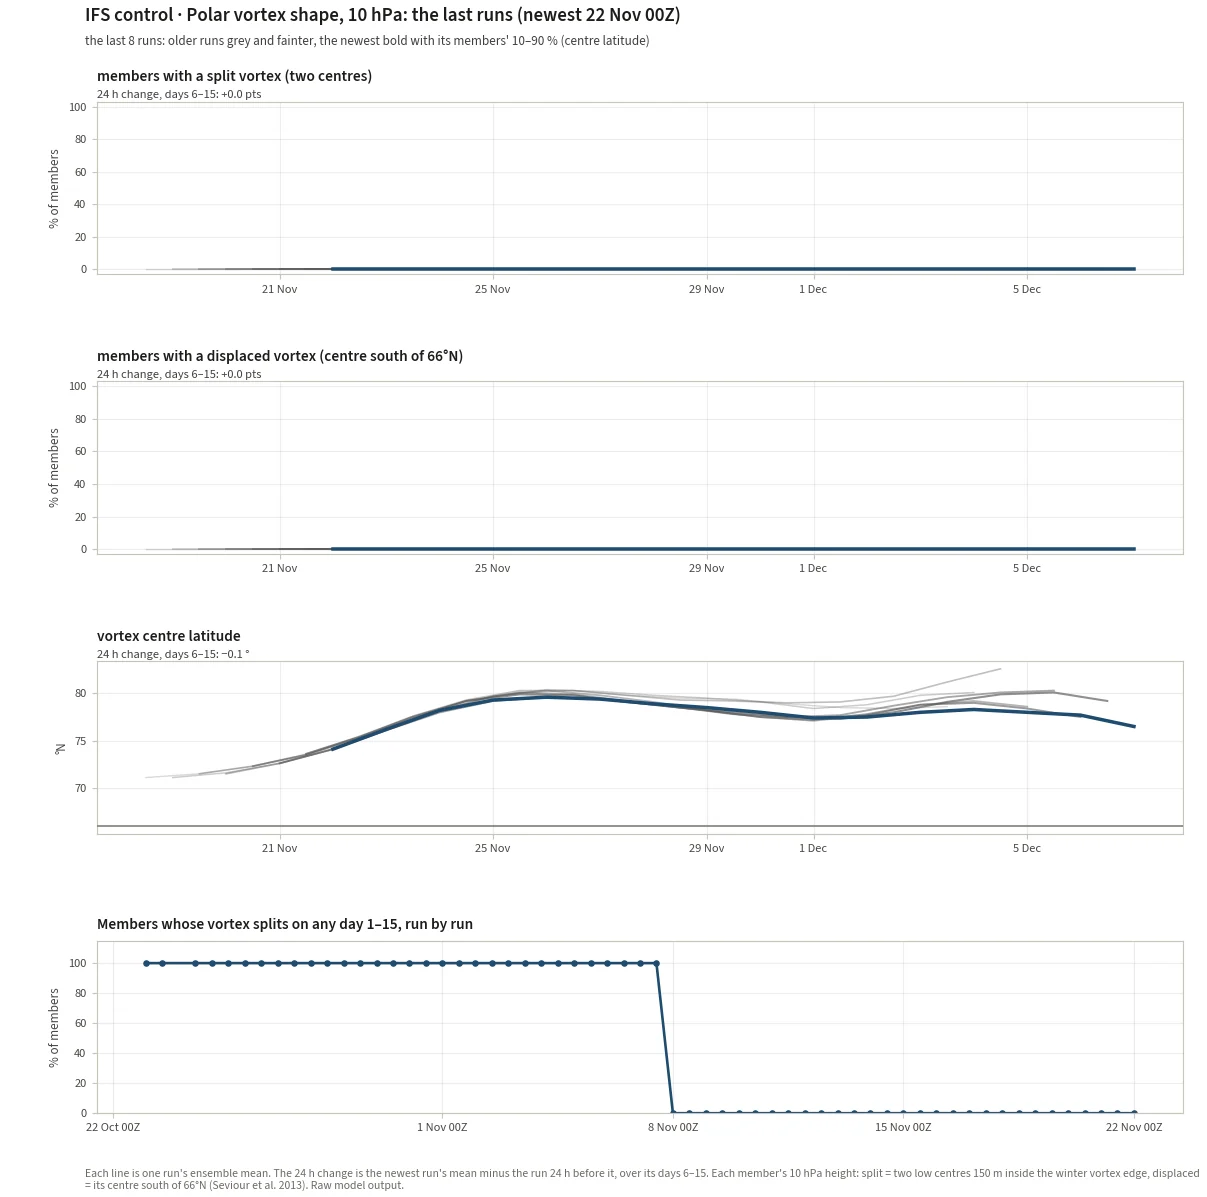 IFS control · Polar vortex shape, 10 hPa: the last runs (newest 22 Nov 00Z)
the last 8 runs: older runs grey and fainter, the newest bold with its members' 10–90 % (centre latitude)
members with a split vortex (two centres)
24 h change, days 6–15: +0.0 pts
100
80
60
40
20
0
% of members
21 Nov
25 Nov
29 Nov
1 Dec
5 Dec
members with a displaced vortex (centre south of 66°N)
24 h change, days 6–15: +0.0 pts
100
80
60
40
20
0
% of members
21 Nov
25 Nov
29 Nov
1 Dec
5 Dec
vortex centre latitude
24 h change, days 6–15: −0.1 °
80
75
70
°N
21 Nov
25 Nov
29 Nov
1 Dec
5 Dec
Members whose vortex splits on any day 1–15, run by run
100
80
60
40
20
0
% of members
22 Oct 00Z
1 Nov 00Z
8 Nov 00Z
15 Nov 00Z
22 Nov 00Z
Each line is one run's ensemble mean. The 24 h change is the newest run's mean minus the run 24 h before it, over its days 6–15. Each member's 10 hPa height: split = two low centres 150 m inside the winter vortex edge, displaced
= its centre south of 66°N (Seviour et al. 2013). Raw model output.